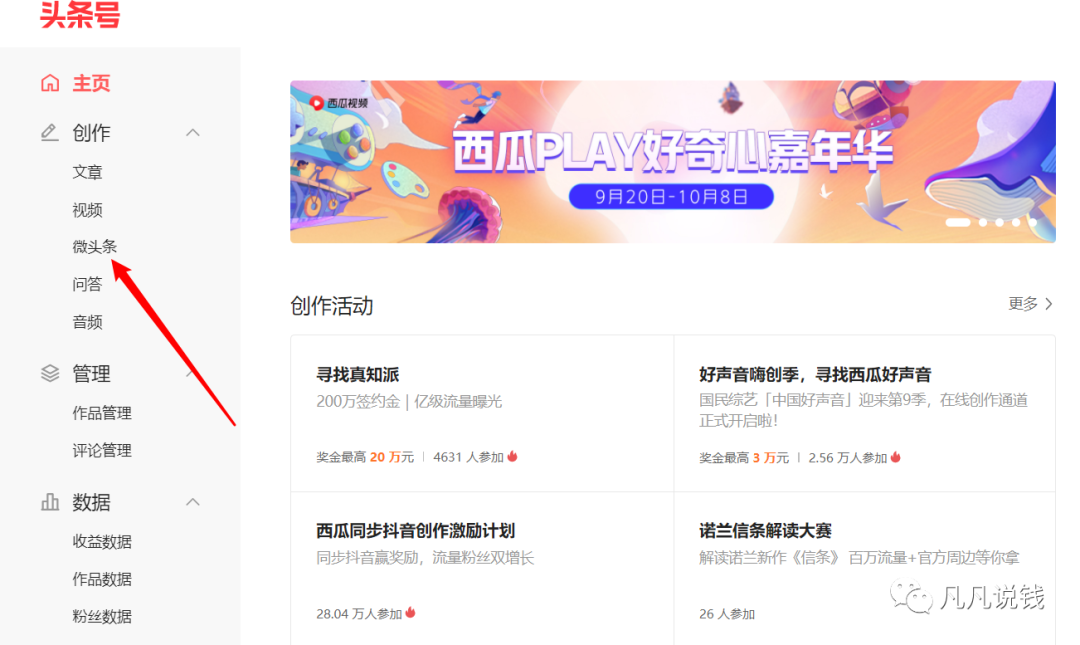 头条号
主页
创作
文章
视频
微头条
问答
音频
管理
作品管理
评论管理
数据
收益数据
作品数据
粉丝数据
西瓜视频
西瓜PLAY好奇心嘉年华
9月20日-10月8日
创作活动
更多
寻找真知派
200万签约金 | 亿级流量曝光
奖金最高 20 万元 | 4631 人参加
好声音嗨创季，寻找西瓜好声音
国民综艺「中国好声音」迎来第9季，在线创作通道
正式开启啦！
奖金最高 3 万元 | 2.56 万人参加
西瓜同步抖音创作激励计划
同步抖音赢奖励，流量粉丝双增长
28.04 万人参加
诺兰信条解读大赛
解读诺兰新作《信条》 百万流量+官方周边等你拿
26 人参加
凡凡说钱